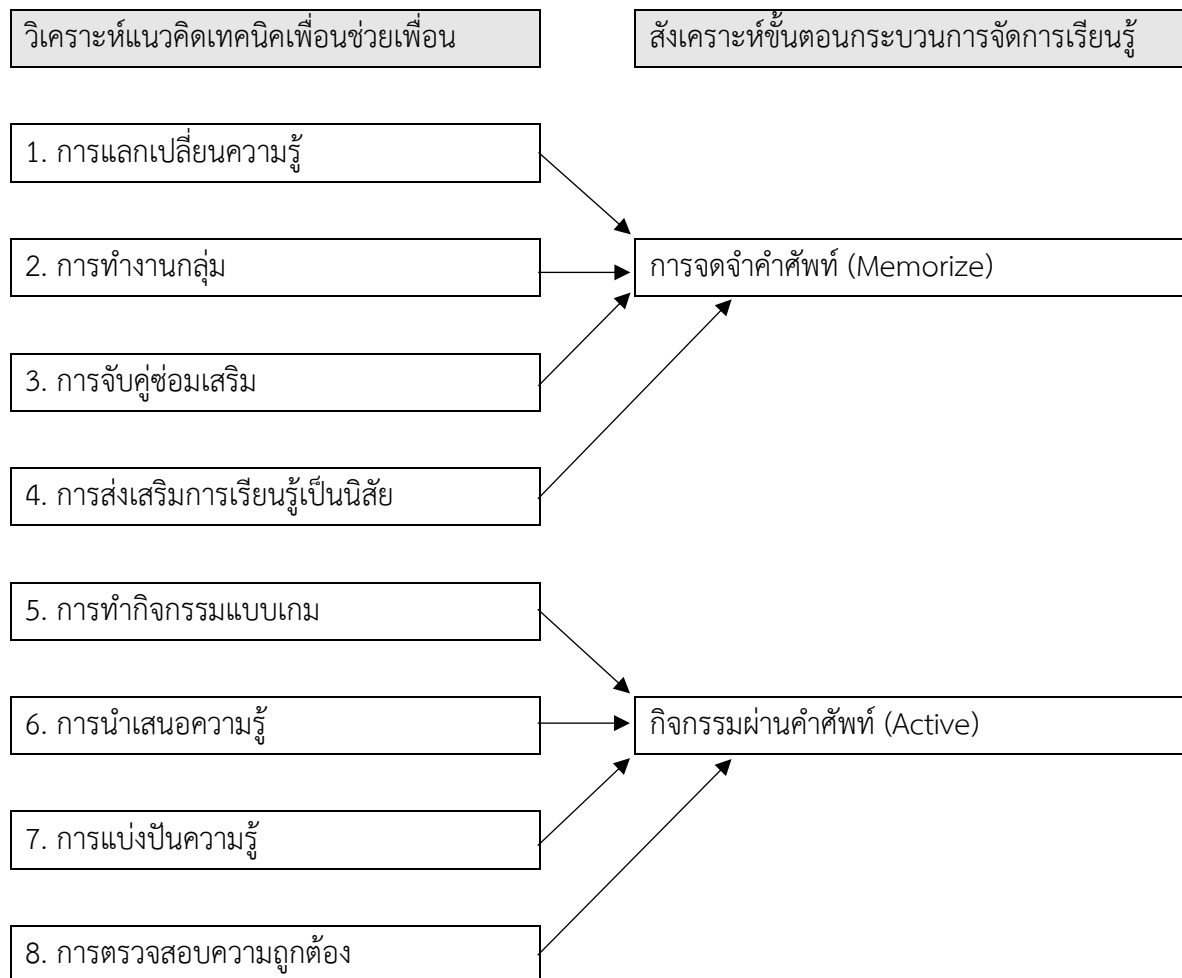 วิเคราะห์แนวคิดเทคนิคเพื่อนช่วยเพื่อน
สังเคราะห์ขั้นตอนกระบวนการจัดการเรียนรู้
1. การแลกเปลี่ยนความรู้
2. การทำงานกลุ่ม
การจดจำคำศัพท์ (Memorize)
3. การจับคู่ซ่อมเสริม
4. การส่งเสริมการเรียนรู้เป็นนิสัย
5. การทำกิจกรรมแบบเกม
6. การนำเสนอความรู้
กิจกรรมผ่านคำศัพท์ (Active)
7. การแบ่งปันความรู้
8. การตรวจสอบความถูกต้อง